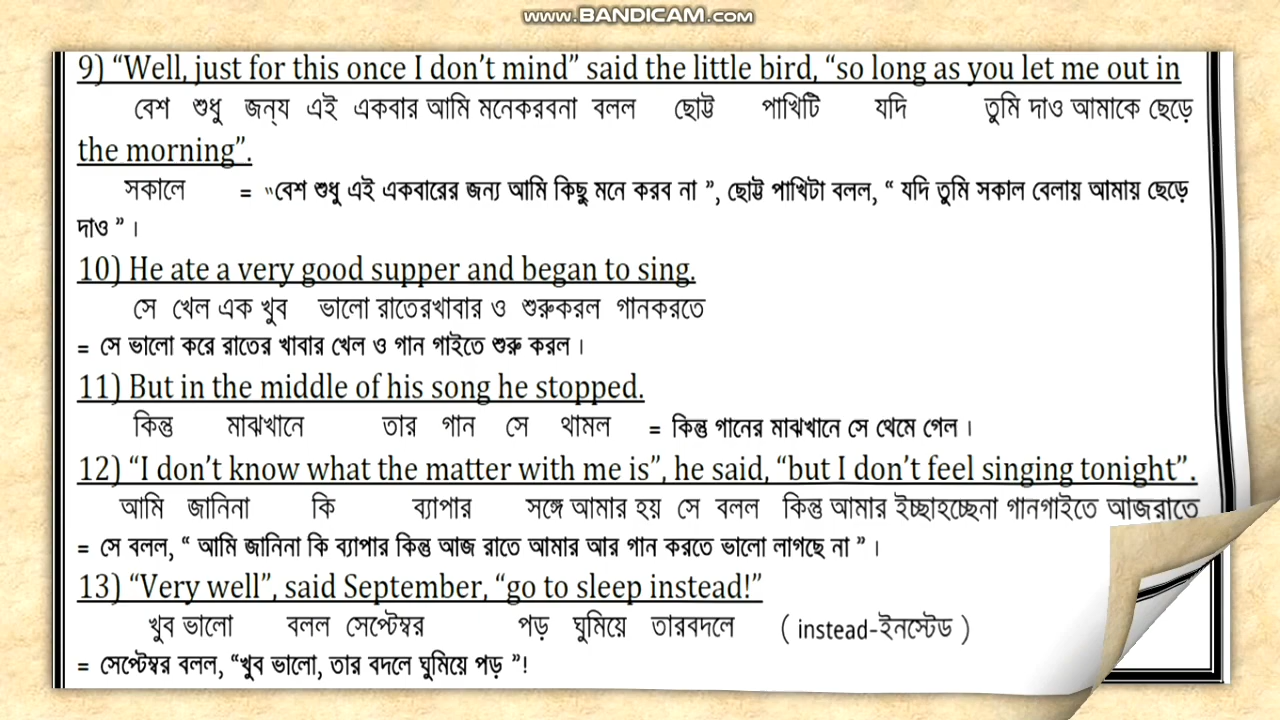 www.BANDICAM.com
9) “Well, just for this once I don’t mind” said the little bird, “so long as you let me out in
বেশ শুধু জন্য এই একবার আমি মনেকরবনা বলল ছোট্ট পাখিটি যদি তুমি দাও আমাকে ছেড়ে
the morning”.
সকালে = “বেশ শুধু এই একবারের জন্য আমি কিছু মনে করব না ”, ছোট্ট পাখিটা বলল, “ যদি তুমি সকাল বেলায় আমায় ছেড়ে
দাও ” ।
10) He ate a very good supper and began to sing.
সে খেল এক খুব ভালো রাতেরখাবার ও শুরুকরল গানকরতে
= সে ভালো করে রাতের খাবার খেল ও গান গাইতে শুরু করল ।
11) But in the middle of his song he stopped.
কিন্তু মাঝখানে তার গান সে থামল = কিন্তু গানের মাঝখানে সে থেমে গেল ।
12) “I don’t know what the matter with me is”, he said, “but I don’t feel singing tonight”.
আমি জানিনা কি ব্যাপার সঙ্গে আমার হয় সে বলল কিন্তু আমার ইচ্ছাহচ্ছেনা গানগাইতে আজরাতে
= সে বলল, “ আমি জানিনা কি ব্যাপার কিন্তু আজ রাতে আমার আর গান করতে ভালো লাগছে না ” ।
13) “Very well”, said September, “go to sleep instead!”
খুব ভালো বলল সেপ্টেম্বর পড় ঘুমিয়ে তারবদলে ( instead-ইনস্টেড )
= সেপ্টেম্বর বলল, “খুব ভালো, তার বদলে ঘুমিয়ে পড় ”!